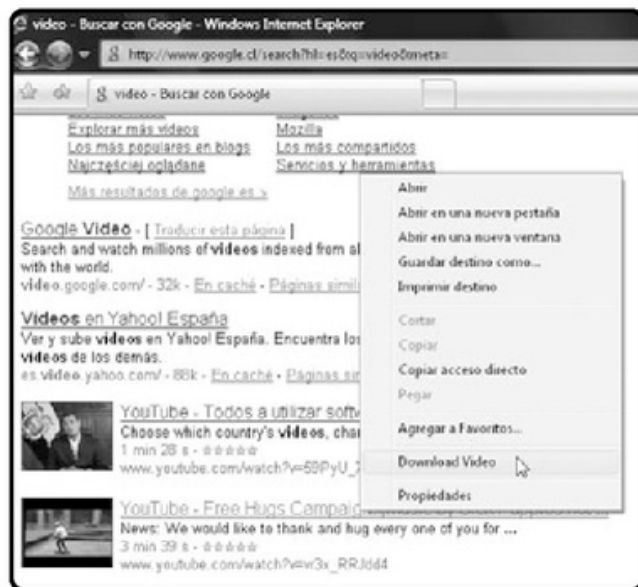 video - Buscar con Google - Windows Internet Explorer
http://www.google.cl/search?hl=es&q=video&meta=
video - Buscar con Google
Explorar más vídeos Mozilla
Los más populares en blogs Los más compartidos
Najczęściej oglądane Servicios y herramientas
Más resultados de google.es »
Google Video - [ Traducir esta página ]
Search and watch millions of videos indexed from
with the world.
video.google.com/ - 32k - En caché - Páginas
Videos en Yahoo! España
Ver y sube videos en Yahoo! España. Encuentra
videos de los demás.
es.video.yahoo.com/ - 88k - En caché - Páginas
YouTube - Todos a utilizar
Choose which country's videos,
1 min 28 s -
www.youtube.com/watch?v=59PyU_
YouTube - Free Hugs
News: We would like to thank and hug every one of you for ...
3 min 39 s -
www.youtube.com/watch?v=vr3x_RRJdd4
Abrir
Abrir en una nueva pestaña
Abrir en una nueva ventana
Guardar destino como...
Imprimir destino
Cortar
Copiar
Copiar acceso directo
Pegar
Agregar a Favoritos...
Download Video
Propiedades